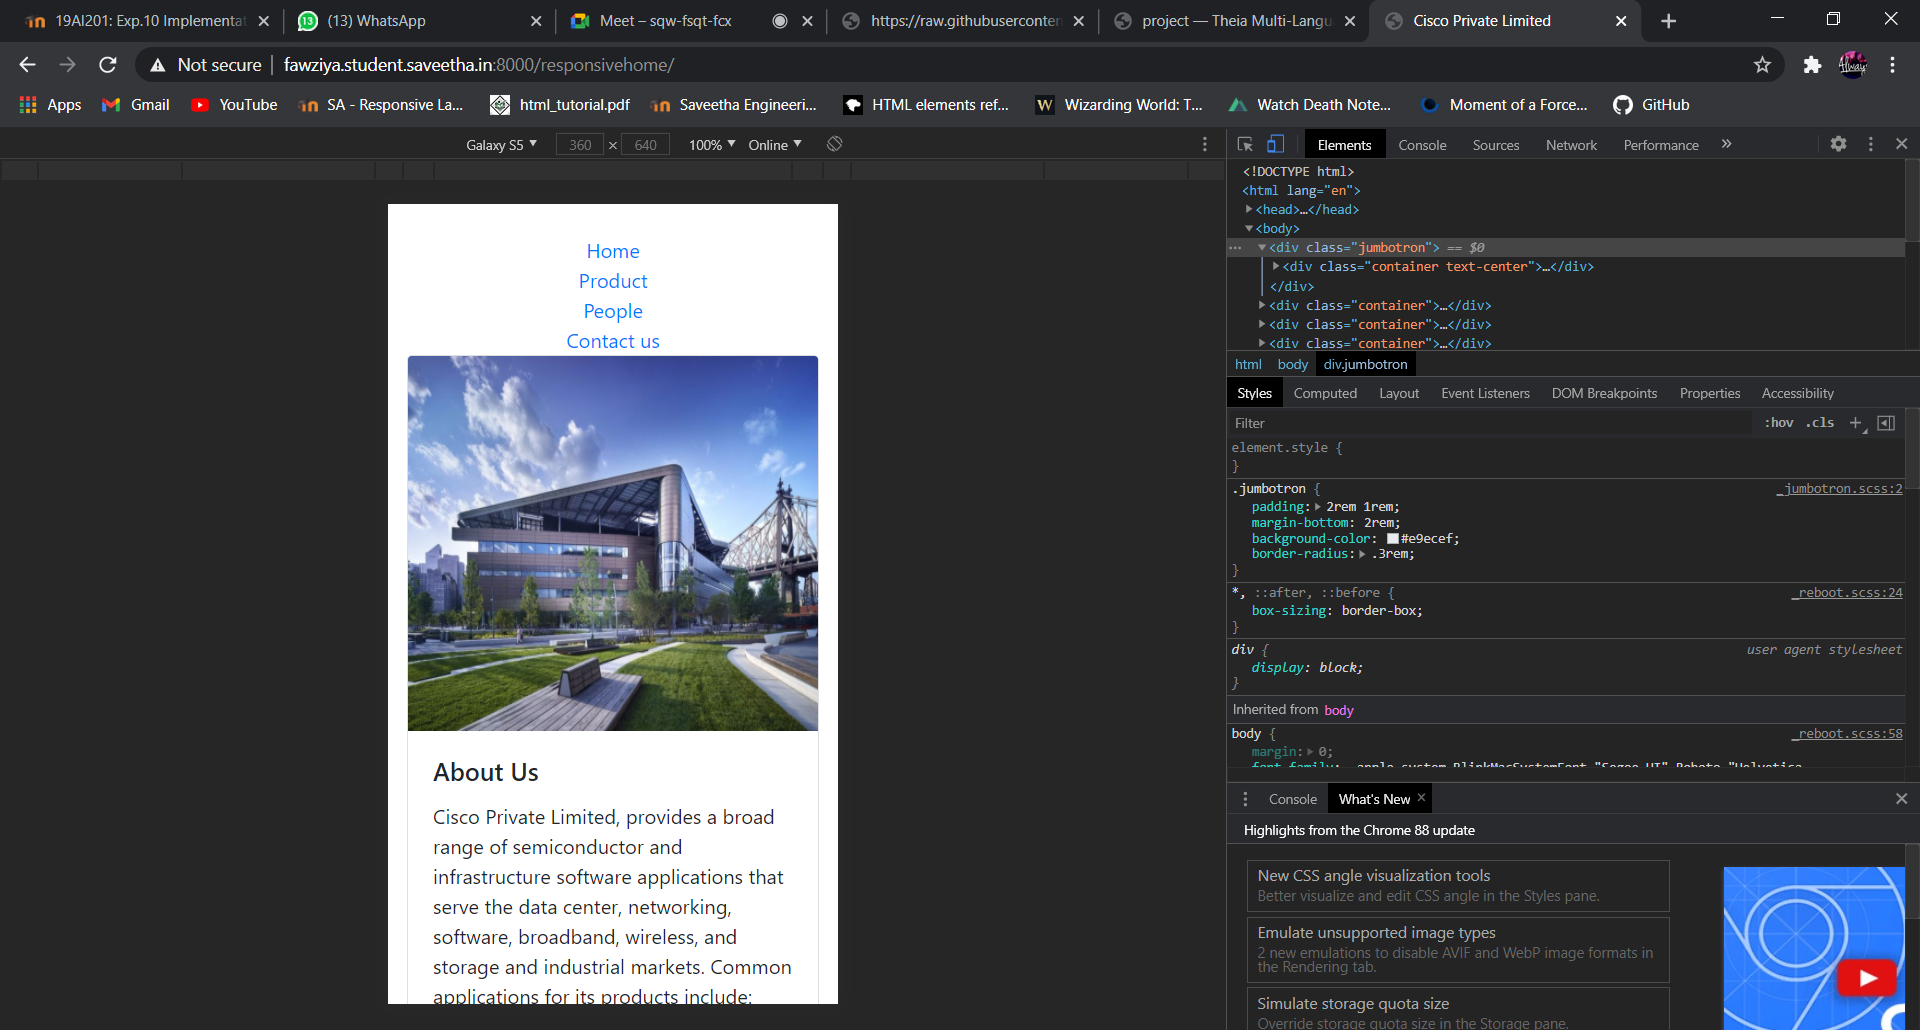 19AI201: Exp.10 Implementat
(13) WhatsApp
Meet – sqw-fsqt-fcx
https://raw.githubuserconten
project — Theia Multi-Langu
Cisco Private Limited
Not secure
fawziya.student.saveetha.in:8000/responsivehome/
Apps
Gmail
YouTube
SA - Responsive La...
html_tutorial.pdf
Saveetha Engineeri...
HTML elements ref...
Wizarding World: T...
Watch Death Note...
Moment of a Force...
GitHub
Galaxy S5 ▼
360 × 640
100% ▼
Online ▼
Home
Product
People
Contact us
About Us
Cisco Private Limited, provides a broad
range of semiconductor and
infrastructure software applications that
serve the data center, networking,
software, broadband, wireless, and
storage and industrial markets. Common
applications for its products include:
Elements
Console
Sources
Network
Performance
»
<!DOCTYPE html>
<html lang="en">
<head>…</head>
<body>
<div class="jumbotron"> == $0
<div class="container text-center">…</div>
</div>
<div class="container">…</div>
<div class="container">…</div>
<div class="container">…</div>
html body div.jumbotron
Styles
Computed
Layout
Event Listeners
DOM Breakpoints
Properties
Accessibility
Filter
:hov .cls +
element.style {
}
.jumbotron {
_jumbotron.scss:2
padding: 2rem 1rem;
margin-bottom: 2rem;
background-color: #e9ecef;
border-radius: .3rem;
}
*, ::after, ::before {
_reboot.scss:24
box-sizing: border-box;
}
div {
user agent stylesheet
display: block;
}
Inherited from body
body {
_reboot.scss:58
margin: 0;
font-family: -apple-system,BlinkMacSystemFont,"Segoe UI",Roboto,"Helvetica
Console
What's New
Highlights from the Chrome 88 update
New CSS angle visualization tools
Better visualize and edit CSS angle in the Styles pane.
Emulate unsupported image types
2 new emulations to disable AVIF and WebP image formats in
the Rendering tab.
Simulate storage quota size
Override storage quota size in the Storage pane.